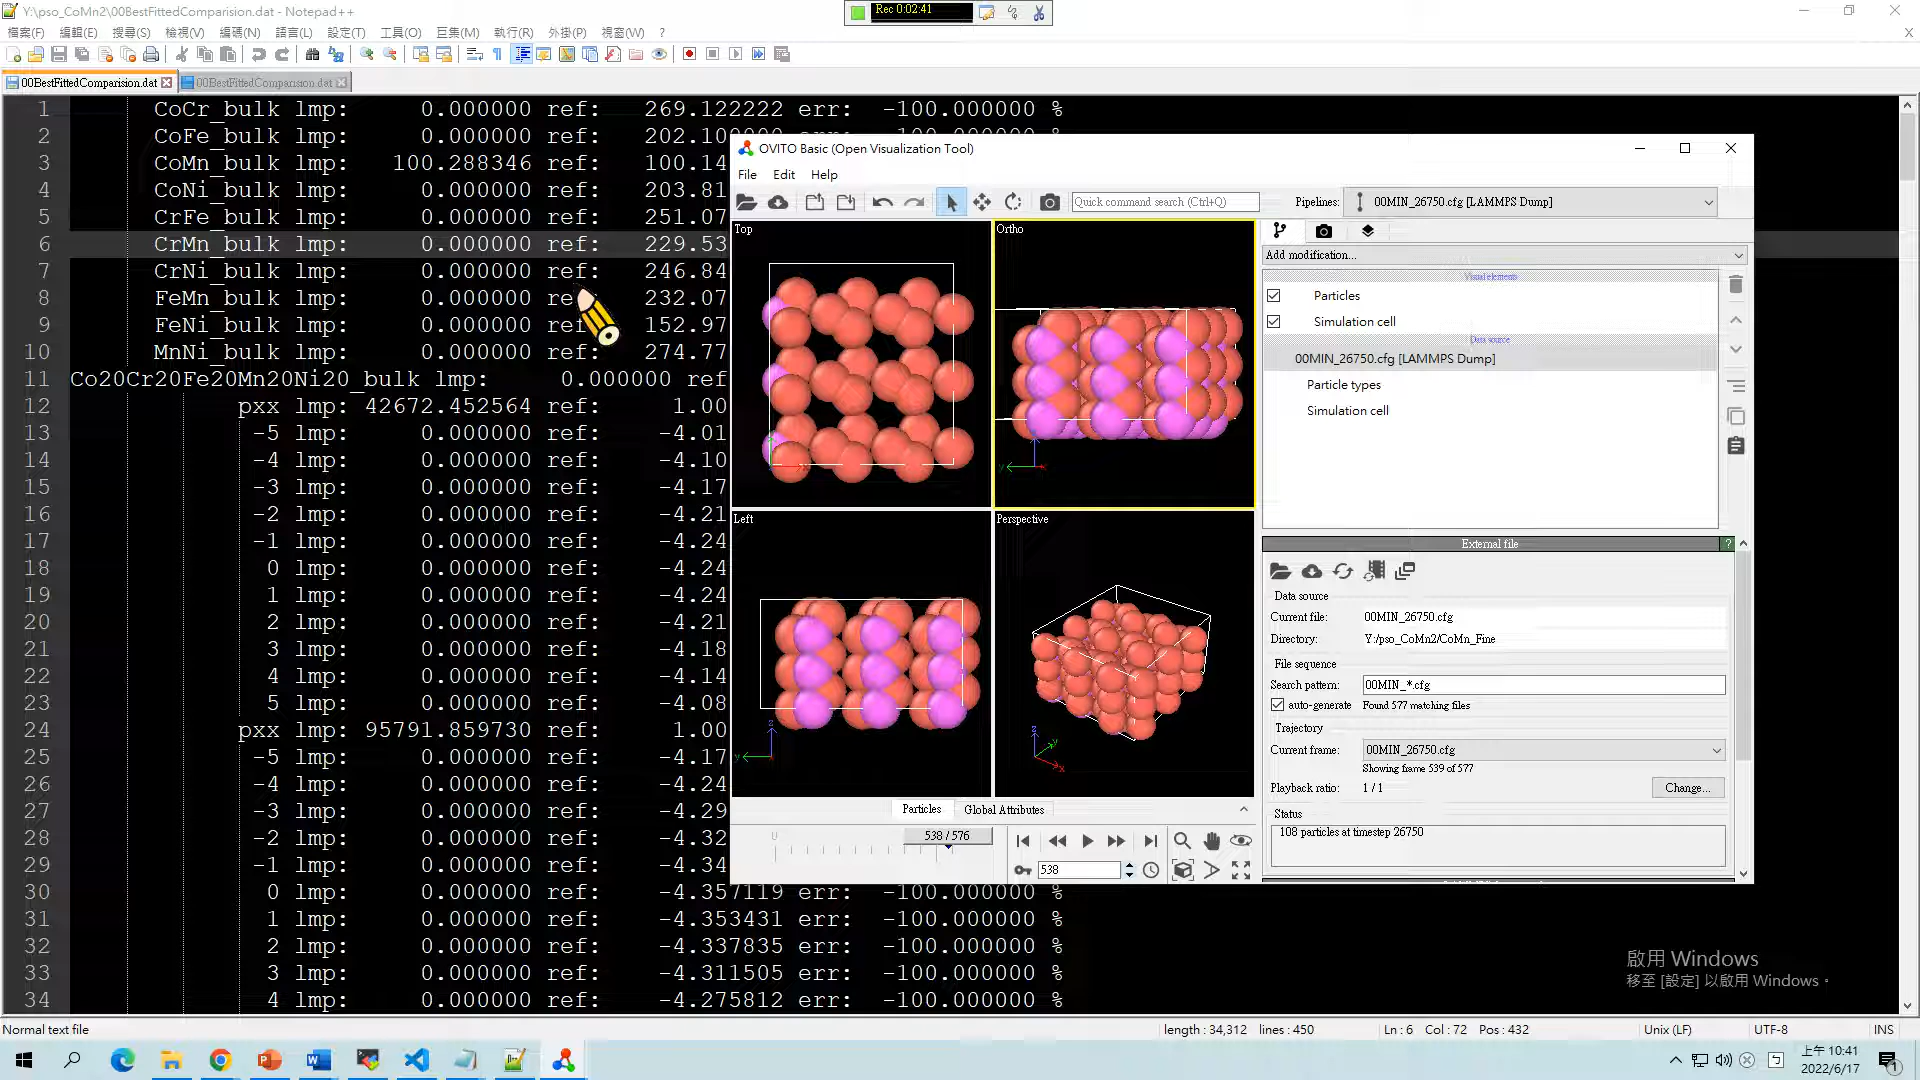 Y:\pso_CoMn2\00BestFittedComparision.dat - Notepad++
Rec 0:02:41
檔案(F) 編輯(E) 搜尋(S) 檢視(V) 編碼(N) 語言(L) 設定(T) 工具(O) 巨集(M) 執行(R) 外掛(P) 視窗(W) ? X
00BestFittedComparision.dat 00BestFittedComparision.dat
1 CoCr_bulk lmp: 0.000000 ref: 269.122222 err: -100.000000 %
2 CoFe_bulk lmp: 0.000000 ref:
3 CoMn_bulk lmp: 100.288346 ref: 100.14
4 CoNi_bulk lmp: 0.000000 ref: 203.81
5 CrFe_bulk lmp: 0.000000 ref: 251.07
6 CrMn_bulk lmp: 0.000000 ref: 229.53
7 CrNi_bulk lmp: 0.000000 ref: 246.84
8 FeMn_bulk lmp: 0.000000 re 232.07
9 FeNi_bulk lmp: 0.000000 ref 152.97
10 MnNi_bulk lmp: 0.000000 ref: 274.77
11 Co20Cr20Fe20Mn20Ni20_bulk lmp: 0.000000 ref
12 pxx lmp: 42672.452564 ref: 1.00
13 -5 lmp: 0.000000 ref: -4.01
14 -4 lmp: 0.000000 ref: -4.10
15 -3 lmp: 0.000000 ref: -4.17
16 -2 lmp: 0.000000 ref: -4.21
17 -1 lmp: 0.000000 ref: -4.24
18 0 lmp: 0.000000 ref: -4.24
19 1 lmp: 0.000000 ref: -4.24
20 2 lmp: 0.000000 ref: -4.21
21 3 lmp: 0.000000 ref: -4.18
22 4 lmp: 0.000000 ref: -4.14
23 5 lmp: 0.000000 ref: -4.08
24 pxx lmp: 95791.859730 ref: 1.00
25 -5 lmp: 0.000000 ref: -4.17
26 -4 lmp: 0.000000 ref: -4.24
27 -3 lmp: 0.000000 ref: -4.29
28 -2 lmp: 0.000000 ref: -4.32
29 -1 lmp: 0.000000 ref: -4.34
30 0 lmp: 0.000000 ref: -4.357119 err: -100.000000 %
31 1 lmp: 0.000000 ref: -4.353431 err: -100.000000 %
32 2 lmp: 0.000000 ref: -4.337835 err: -100.000000 %
33 3 lmp: 0.000000 ref: -4.311505 err: -100.000000 %
34 4 lmp: 0.000000 ref: -4.275812 err: -100.000000 %
OVITO Basic (Open Visualization Tool)
File Edit Help
Quick command search (Ctrl+Q) Pipelines: 00MIN_26750.cfg [LAMMPS Dump]
Top Ortho
Left Perspective
Add modification...
Visual elements
Particles
Simulation cell
Data source
00MIN_26750.cfg [LAMMPS Dump]
Particle types
Simulation cell
External file ?
Data source
Current file: 00MIN_26750.cfg
Directory: Y:/pso_CoMn2/CoMn_Fine
File sequence
Search pattern: 00MIN_*.cfg
auto-generate Found 577 matching files
Trajectory
Current frame: 00MIN_26750.cfg
Showing frame 539 of 577
Playback ratio: 1 / 1 Change...
Status
108 particles at timestep 26750
Particles Global Attributes
538 / 576
538
啟用 Windows
移至 [設定] 以啟用 Windows。
Normal text file length : 34,312 lines : 450 Ln : 6 Col : 72 Pos : 432 Unix (LF) UTF-8 INS
上午 10:41
2022/6/17
1